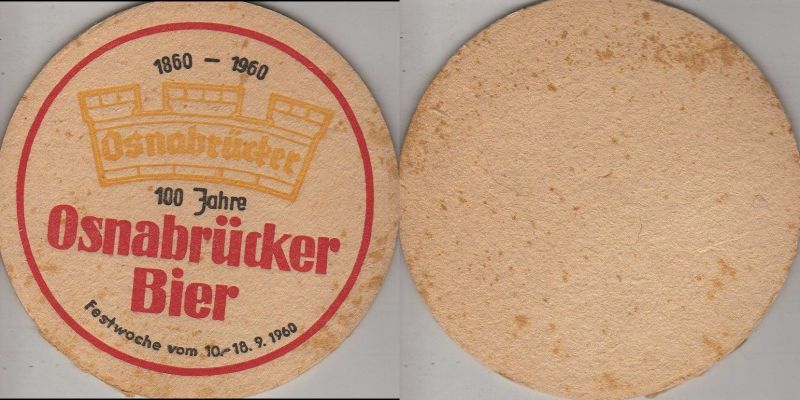 1860 – 1960
Osnabrücker
100 Jahre
Osnabrücker
Bier
Festwoche vom 10.–18. 9. 1960